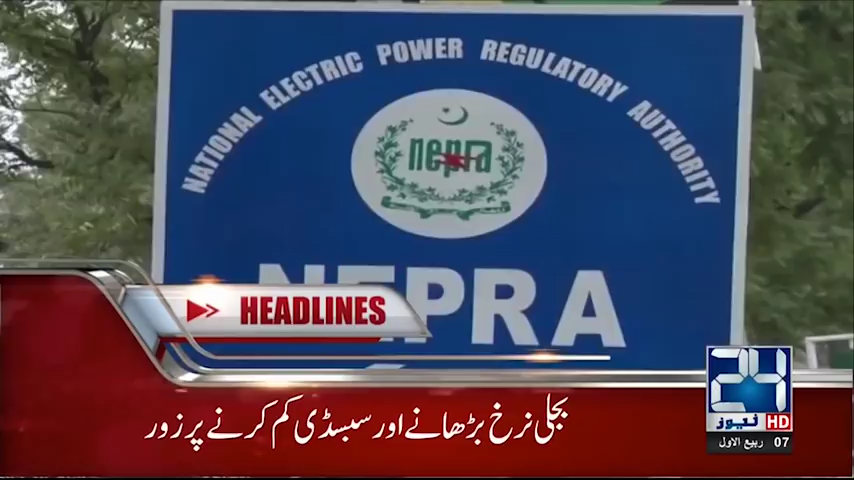 NATIONAL ELECTRIC POWER REGULATORY AUTHORITY
nepra
NEPRA
HEADLINES
بجلی نرخ بڑھانے اور سبسڈی کم کرنے پر زور
24
نیوز HD
07 ربیع الاول